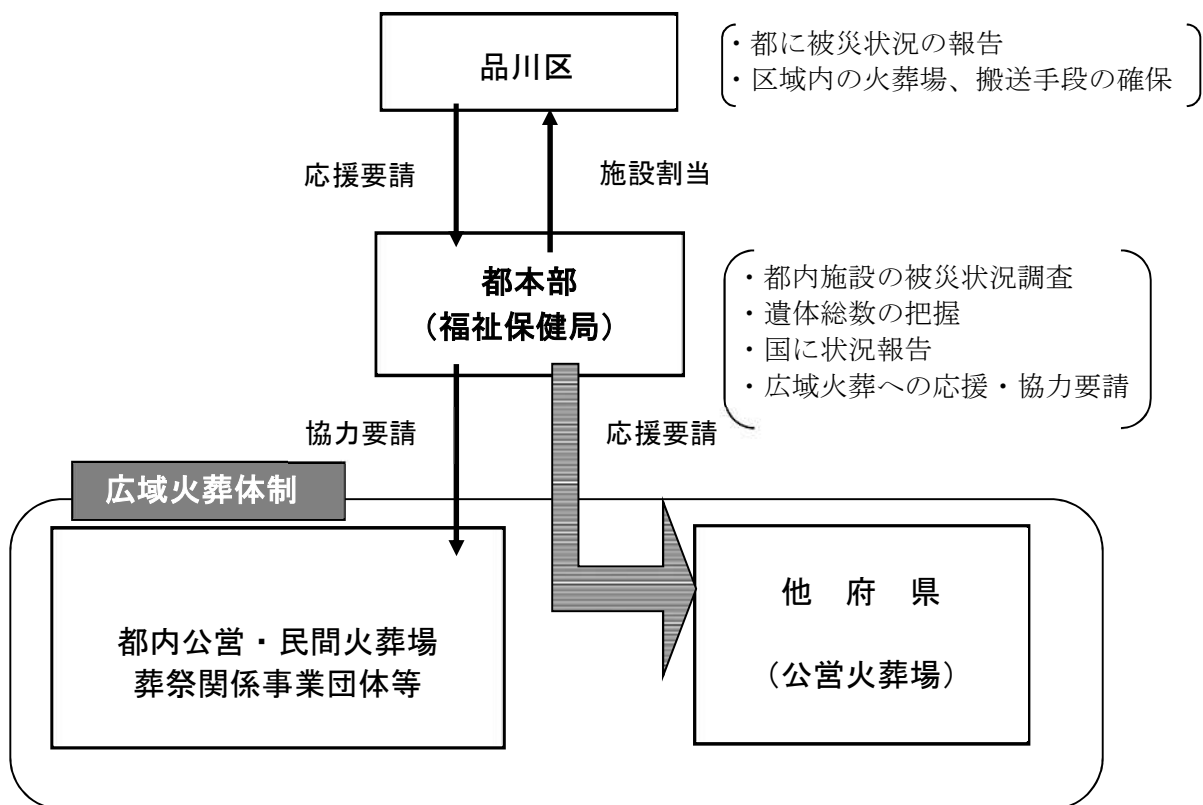 品川区
・都に被災状況の報告
・区域内の火葬場、搬送手段の確保
応援要請
施設割当
都本部
（福祉保健局）
・都内施設の被災状況調査
・遺体総数の把握
・国に状況報告
・広域火葬への応援・協力要請
協力要請
応援要請
広域火葬体制
都内公営・民間火葬場
葬祭関係事業団体等
他　府　県
（公営火葬場）